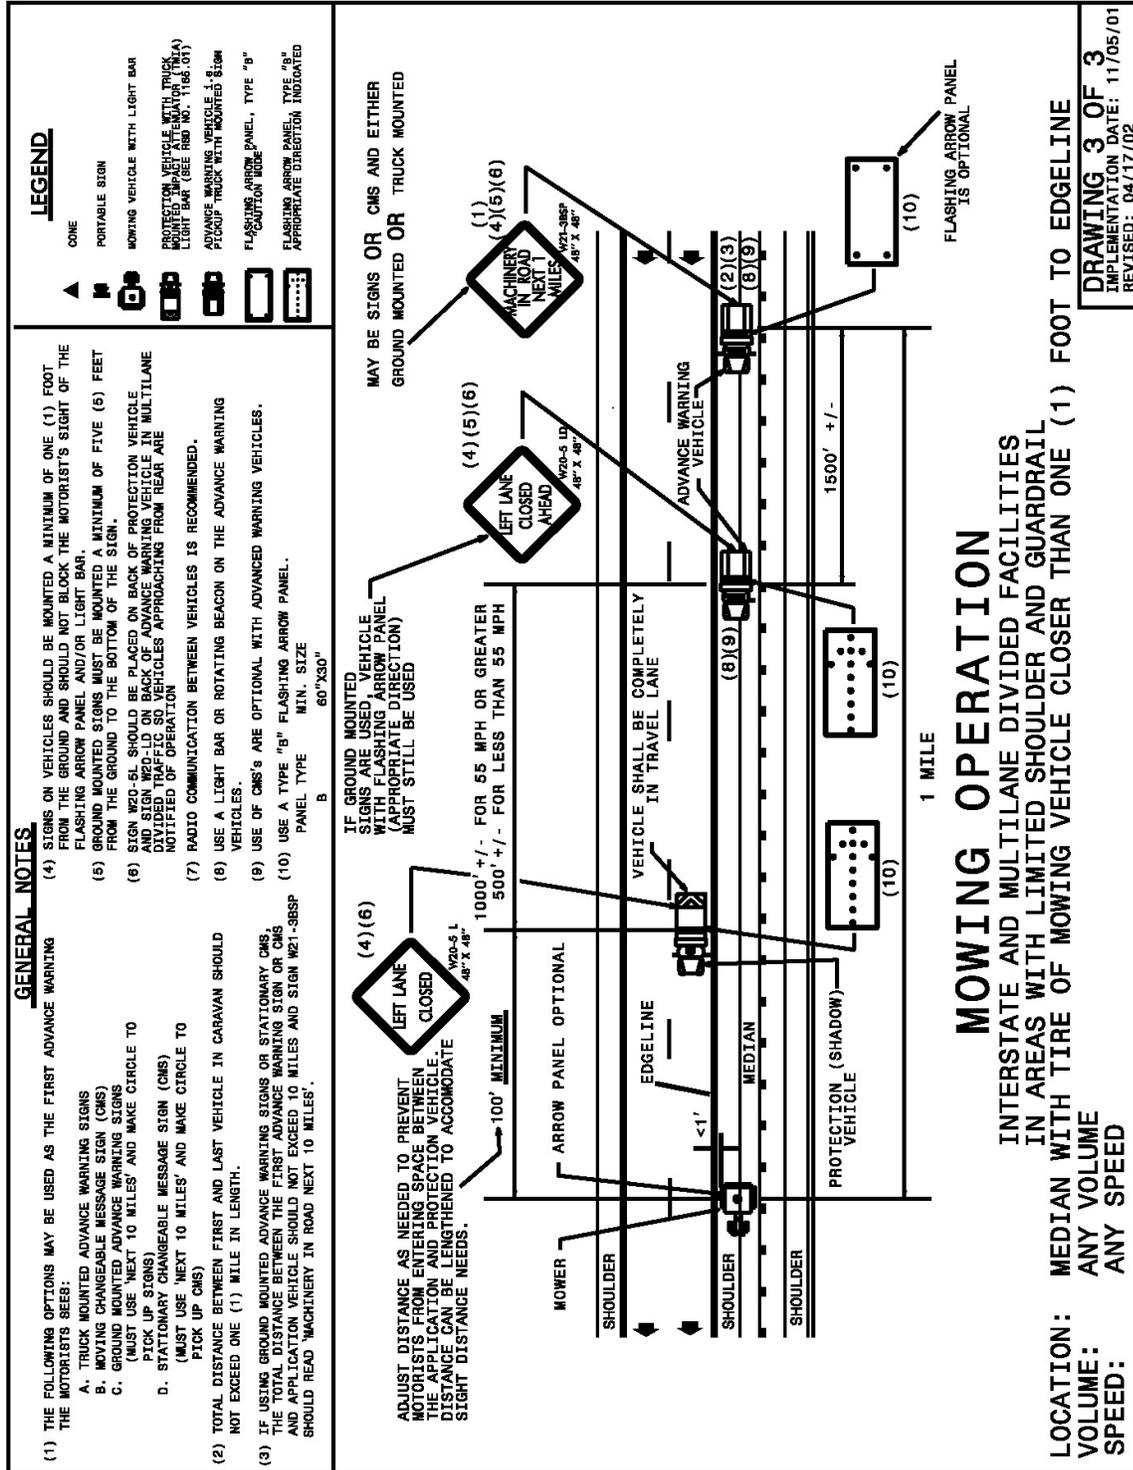 GENERAL NOTES
(1) THE FOLLOWING OPTIONS MAY BE USED AS THE FIRST ADVANCE WARNING
THE MOTORISTS SEES:
A. TRUCK MOUNTED ADVANCE WARNING SIGNS
B. MOVING CHANGEABLE MESSAGE SIGN (CMS)
C. GROUND MOUNTED ADVANCE WARNING SIGNS
(MUST USE 'NEXT 10 MILES' AND MAKE CIRCLE TO
PICK UP SIGNS)
D. STATIONARY CHANGEABLE MESSAGE SIGN (CMS)
(MUST USE 'NEXT 10 MILES' AND MAKE CIRCLE TO
PICK UP CMS)
(2) TOTAL DISTANCE BETWEEN FIRST AND LAST VEHICLE IN CARAVAN SHOULD
NOT EXCEED ONE (1) MILE IN LENGTH.
(3) IF USING GROUND MOUNTED ADVANCE WARNING SIGNS OR STATIONARY CMS,
THE TOTAL DISTANCE BETWEEN THE FIRST ADVANCE WARNING SIGN OR CMS
AND APPLICATION VEHICLE SHOULD NOT EXCEED 10 MILES AND SIGN W21-3BSP
SHOULD READ 'MACHINERY IN ROAD NEXT 10 MILES'.
(4) SIGNS ON VEHICLES SHOULD BE MOUNTED A MINIMUM OF ONE (1) FOOT
FROM THE GROUND AND SHOULD NOT BLOCK THE MOTORIST'S SIGHT OF THE
FLASHING ARROW PANEL AND/OR LIGHT BAR.
(5) GROUND MOUNTED SIGNS MUST BE MOUNTED A MINIMUM OF FIVE (5) FEET
FROM THE GROUND TO THE BOTTOM OF THE SIGN.
(6) SIGN W20-5L SHOULD BE PLACED ON BACK OF PROTECTION VEHICLE
AND SIGN W20-LD ON BACK OF ADVANCE WARNING VEHICLE IN MULTILANE
DIVIDED TRAFFIC SO VEHICLES APPROACHING FROM REAR ARE
NOTIFIED OF OPERATION
(7) RADIO COMMUNICATION BETWEEN VEHICLES IS RECOMMENDED.
(8) USE A LIGHT BAR OR ROTATING BEACON ON THE ADVANCE WARNING
VEHICLES.
(9) USE OF CMS's ARE OPTIONAL WITH ADVANCED WARNING VEHICLES.
(10) USE A TYPE "B" FLASHING ARROW PANEL.
PANEL TYPE MIN. SIZE
B 60"X30"
LEGEND
CONE
PORTABLE SIGN
MOWING VEHICLE WITH LIGHT BAR
PROTECTION VEHICLE WITH TRUCK
MOUNTED IMPACT ATTENUATOR (TMIA)
LIGHT BAR (SEE RBD NO. 1166.01)
ADVANCE WARNING VEHICLE i.e.
PICKUP TRUCK WITH MOUNTED SIGN
FLASHING ARROW PANEL, TYPE "B"
"CAUTION MODE"
FLASHING ARROW PANEL, TYPE "B"
APPROPRIATE DIRECTION INDICATED
ADJUST DISTANCE AS NEEDED TO PREVENT
MOTORISTS FROM ENTERING SPACE BETWEEN
THE APPLICATION AND PROTECTION VEHICLE.
DISTANCE CAN BE LENGTHENED TO ACCOMODATE
SIGHT DISTANCE NEEDS.
LEFT LANE
CLOSED
(4)(6)
W20-5 L
48" X 48"
IF GROUND MOUNTED
SIGNS ARE USED, VEHICLE
WITH FLASHING ARROW PANEL
(APPROPRIATE DIRECTION)
MUST STILL BE USED
LEFT LANE
CLOSED
AHEAD
(4)(5)(6)
W20-5 LD
48" X 48"
MAY BE SIGNS OR CMS AND EITHER
GROUND MOUNTED OR TRUCK MOUNTED
MACHINERY
IN ROAD
NEXT 1
MILES
(1)
(4)(5)(6)
W21-3BSP
48" X 48"
100' MINIMUM
1000' +/- FOR 55 MPH OR GREATER
500' +/- FOR LESS THAN 55 MPH
MOWER
ARROW PANEL OPTIONAL
EDGELINE
VEHICLE SHALL BE COMPLETELY
IN TRAVEL LANE
ADVANCE WARNING
VEHICLE
SHOULDER
<1'
SHOULDER
MEDIAN
(8)(9)
(2)(3)
(8)(9)
SHOULDER
PROTECTION (SHADOW)
VEHICLE
(10)
(10)
1500' +/-
(10)
FLASHING ARROW PANEL
IS OPTIONAL
1 MILE
MOWING OPERATION
INTERSTATE AND MULTILANE DIVIDED FACILITIES
IN AREAS WITH LIMITED SHOULDER AND GUARDRAIL
LOCATION: MEDIAN WITH TIRE OF MOWING VEHICLE CLOSER THAN ONE (1) FOOT TO EDGELINE
VOLUME: ANY VOLUME
SPEED: ANY SPEED
DRAWING 3 OF 3
IMPLEMENTATION DATE: 11/05/01
REVISED: 04/17/02